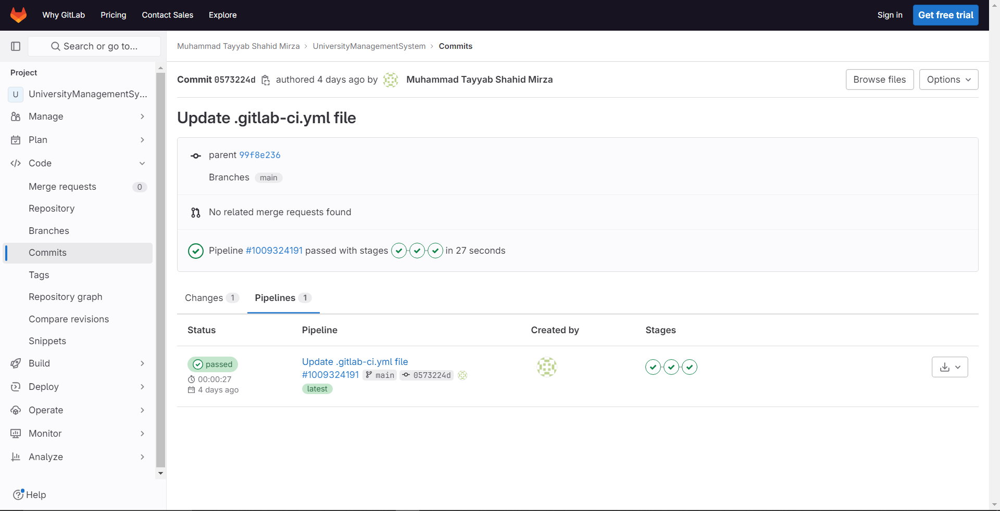 Why GitLab Pricing Contact Sales Explore Sign in Get free trial
Search or go to...
Muhammad Tayyab Shahid Mirza › UniversityManagementSystem › Commits
Project
U UniversityManagementSy...
Manage
Plan
Code
Merge requests 0
Repository
Branches
Commits
Tags
Repository graph
Compare revisions
Snippets
Build
Deploy
Operate
Monitor
Analyze
Help
Commit 0573224d authored 4 days ago by Muhammad Tayyab Shahid Mirza
Browse files Options
Update .gitlab-ci.yml file
parent 99f8e236
Branches main
No related merge requests found
Pipeline #1009324191 passed with stages in 27 seconds
Changes 1 Pipelines 1
Status Pipeline Created by Stages
passed
00:00:27
4 days ago
Update .gitlab-ci.yml file
#1009324191 main 0573224d
latest